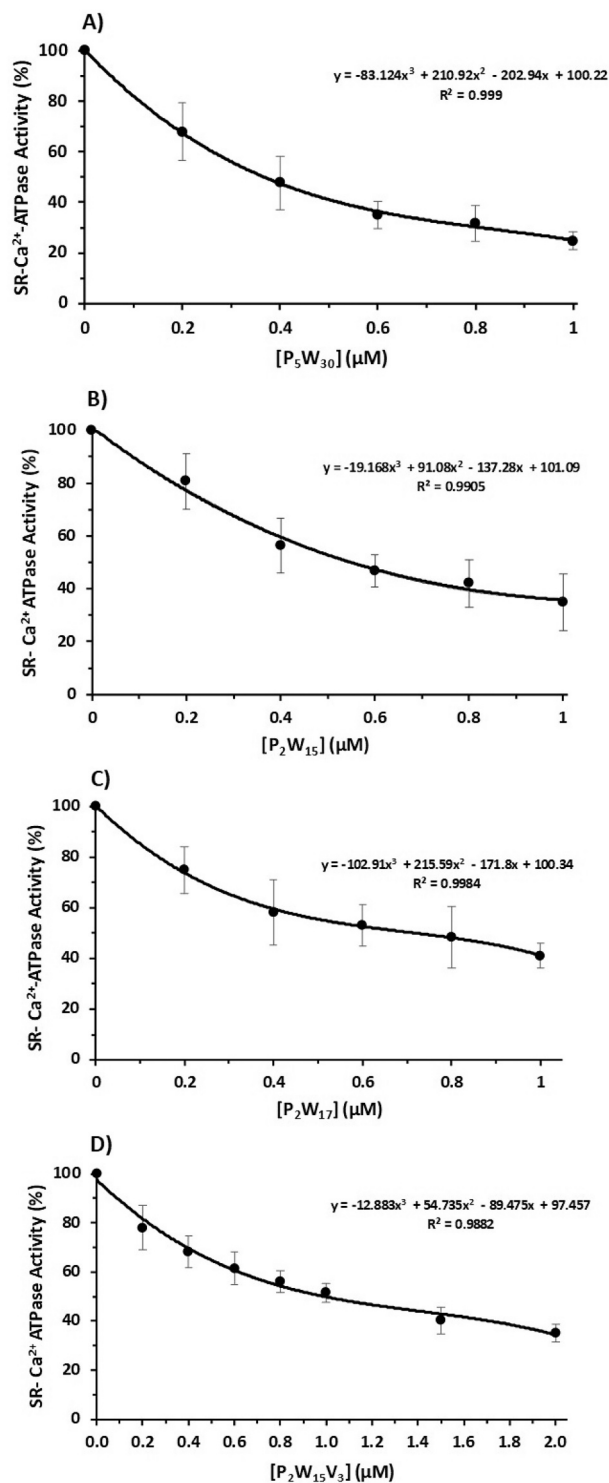 A)
y = -83.124x³ + 210.92x² - 202.94x + 100.22
R² = 0.999
SR-Ca²⁺-ATPase Activity (%)
100
80
60
40
20
0
0 0.2 0.4 0.6 0.8 1
[P₅W₃₀] (µM)
B)
y = -19.168x³ + 91.08x² - 137.28x + 101.09
R² = 0.9905
SR- Ca²⁺ ATPase Activity (%)
100
80
60
40
20
0
0 0.2 0.4 0.6 0.8 1
[P₂W₁₅] (µM)
C)
y = -102.91x³ + 215.59x² - 171.8x + 100.34
R² = 0.9984
SR- Ca²⁺-ATPase Activity (%)
100
80
60
40
20
0
0 0.2 0.4 0.6 0.8 1
[P₂W₁₇] (µM)
D)
y = -12.883x³ + 54.735x² - 89.475x + 97.457
R² = 0.9882
SR- Ca²⁺ ATPase Activity (%)
100
80
60
40
20
0
0.0 0.2 0.4 0.6 0.8 1.0 1.2 1.4 1.6 1.8 2.0
[P₂W₁₅V₃] (µM)